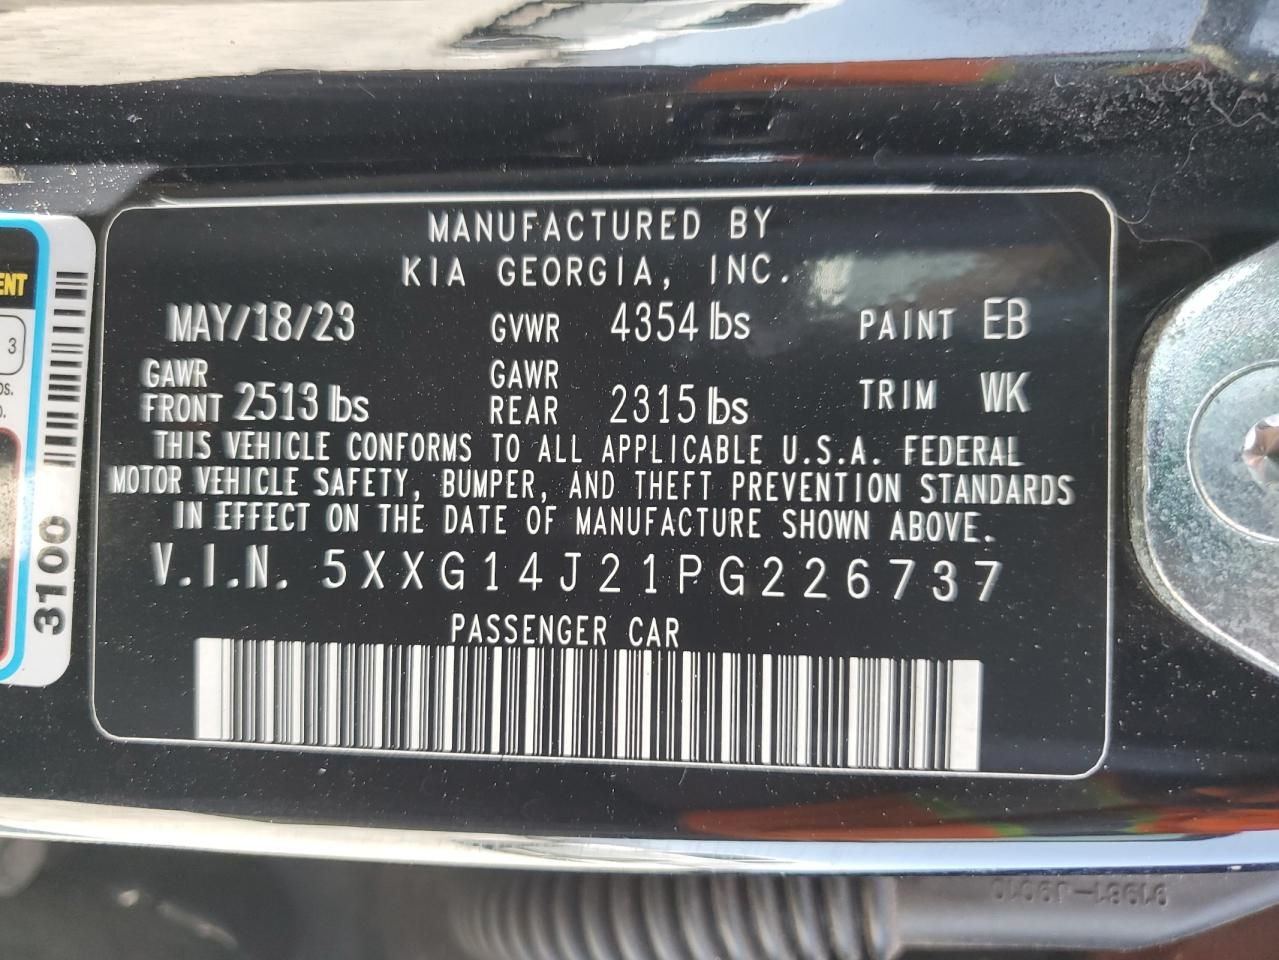 MANUFACTURED BY
KIA GEORGIA, INC.
MAY/18/23 GVWR 4354 lbs PAINT EB
GAWR FRONT 2513 lbs GAWR REAR 2315 lbs TRIM WK
THIS VEHICLE CONFORMS TO ALL APPLICABLE U.S.A. FEDERAL
MOTOR VEHICLE SAFETY, BUMPER, AND THEFT PREVENTION STANDARDS
IN EFFECT ON THE DATE OF MANUFACTURE SHOWN ABOVE.
V.I.N. 5XXG14J21PG226737
PASSENGER CAR
3
3100